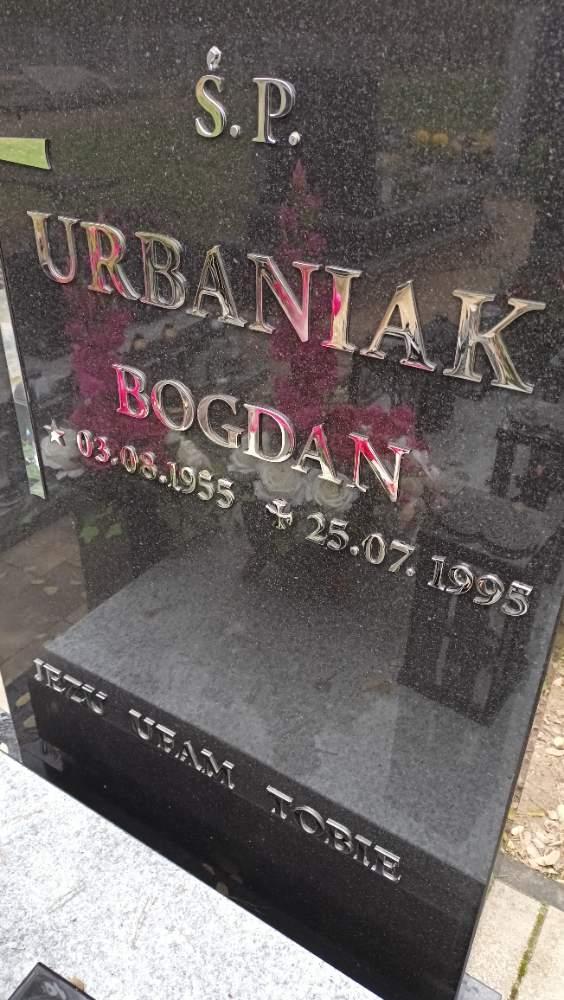 Ś.P.
URBANIAK
BOGDAN
★ 03.08.1955 ✝ 25.07.1995
JEZU UFAM TOBIE